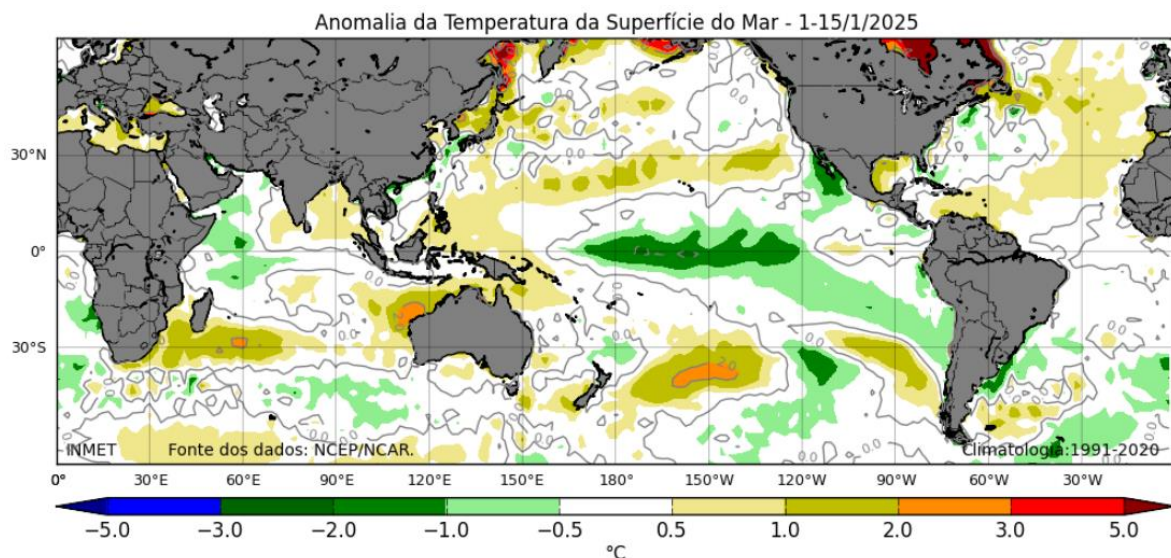 Anomalia da Temperatura da Superfície do Mar - 1-15/1/2025
30°N
0°
30°S
0.0
INMET Fonte dos dados: NCEP/NCAR. Climatologia:1991-2020
0° 30°E 60°E 90°E 120°E 150°E 180° 150°W 120°W 90°W 60°W 30°W
−5.0 −3.0 −2.0 −1.0 −0.5 0.5 1.0 2.0 3.0 5.0
°C